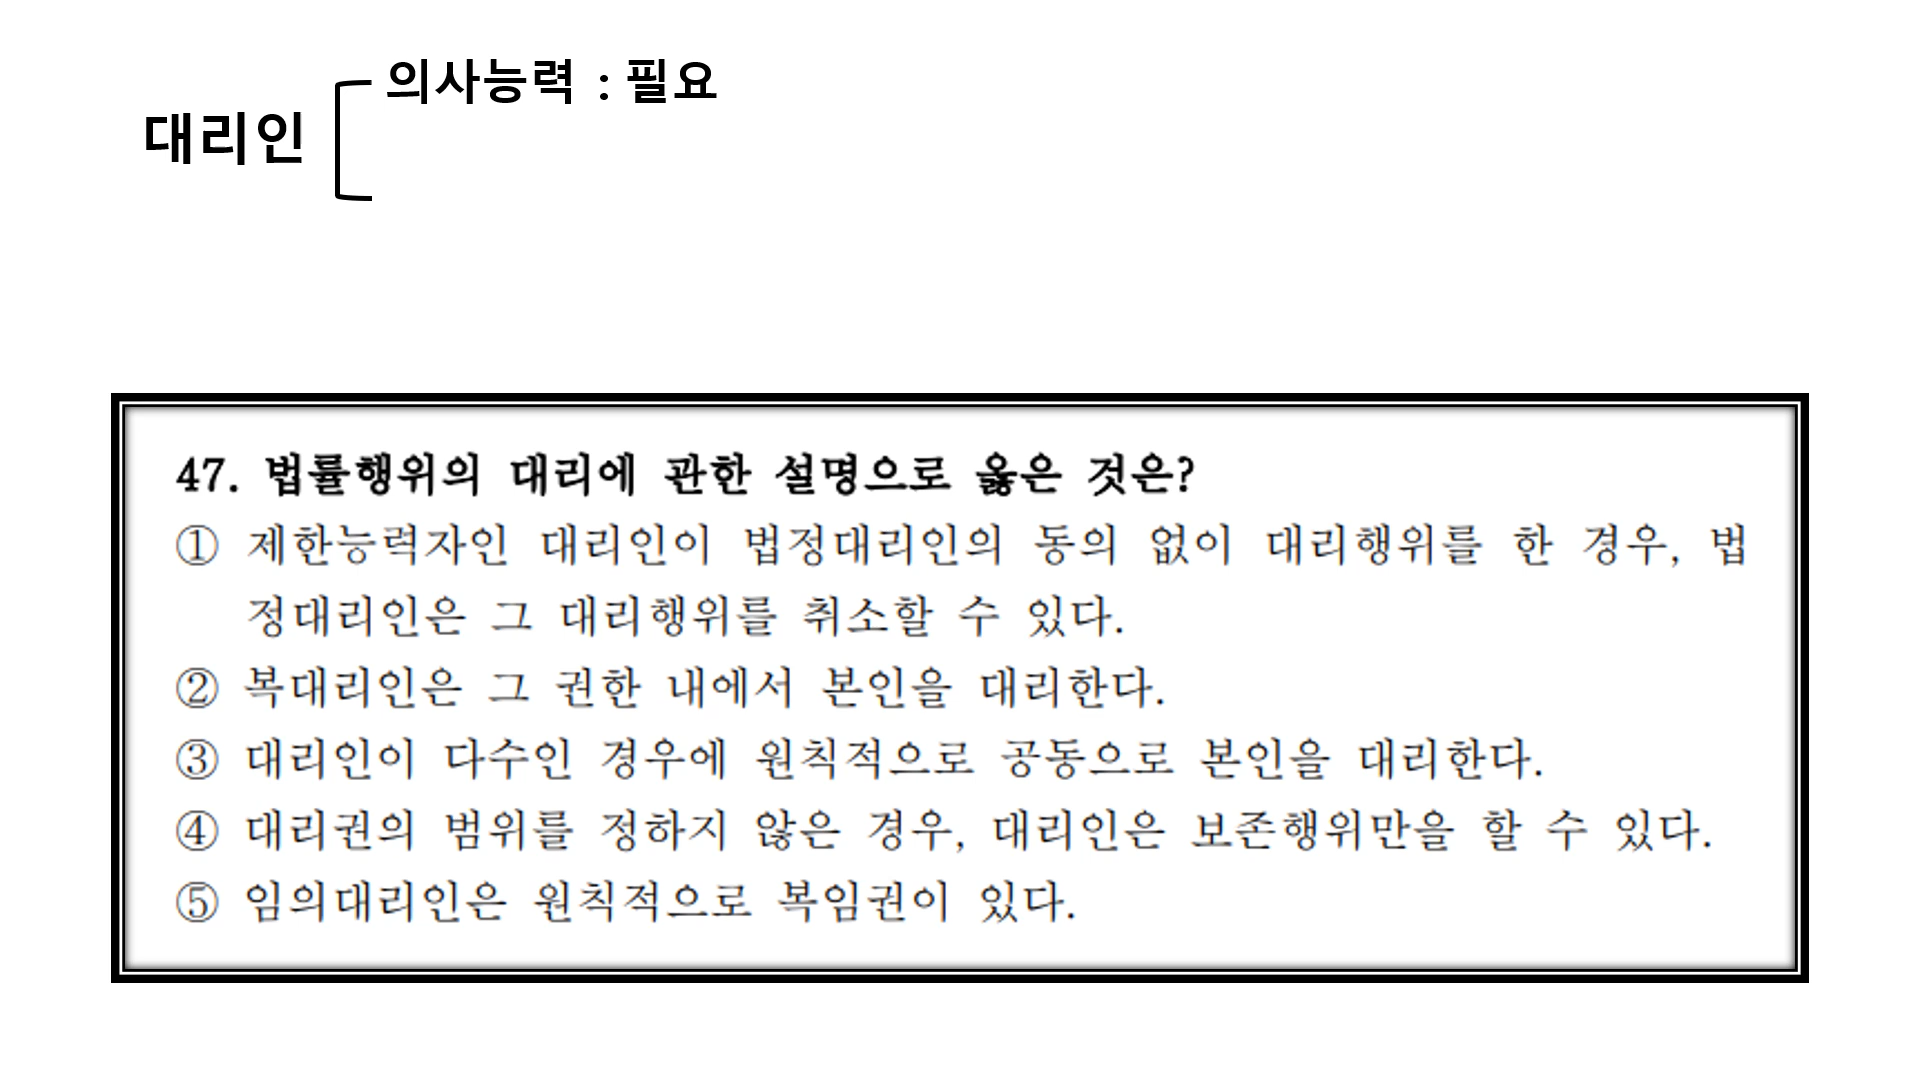 의사능력 : 필요
대리인
47. 법률행위의 대리에 관한 설명으로 옳은 것은?
① 제한능력자인 대리인이 법정대리인의 동의 없이 대리행위를 한 경우, 법
정대리인은 그 대리행위를 취소할 수 있다.
② 복대리인은 그 권한 내에서 본인을 대리한다.
③ 대리인이 다수인 경우에 원칙적으로 공동으로 본인을 대리한다.
④ 대리권의 범위를 정하지 않은 경우, 대리인은 보존행위만을 할 수 있다.
⑤ 임의대리인은 원칙적으로 복임권이 있다.